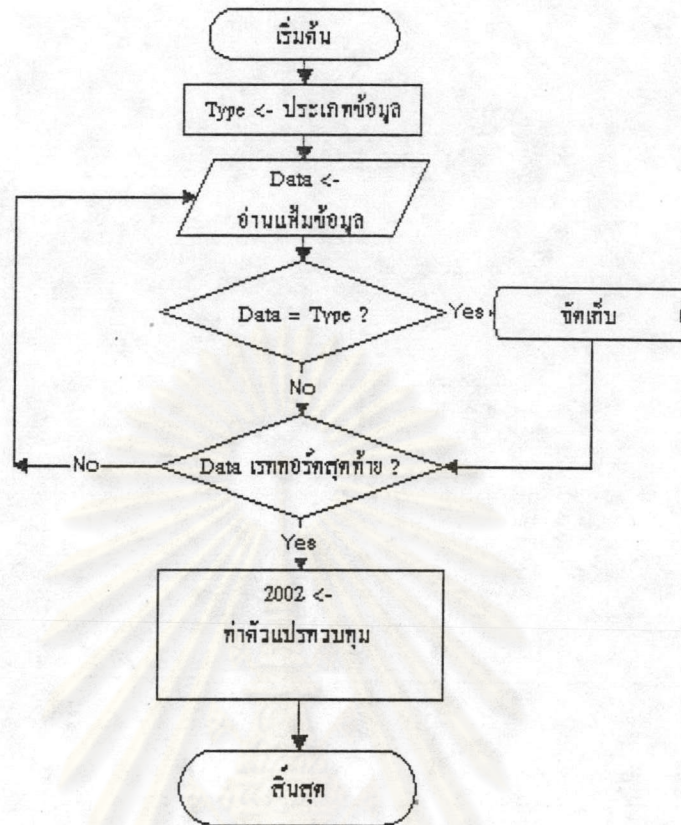 เริ่มต้น
Type <- ประเภทข้อมูล
Data <-
อ่านแฟ้มข้อมูล
Data = Type ?
Yes
จัดเก็บ
No
Data เรคคอร์ดสุดท้าย ?
No
Yes
2002 <-
ค่าตัวแปรควบคุม
สิ้นสุด